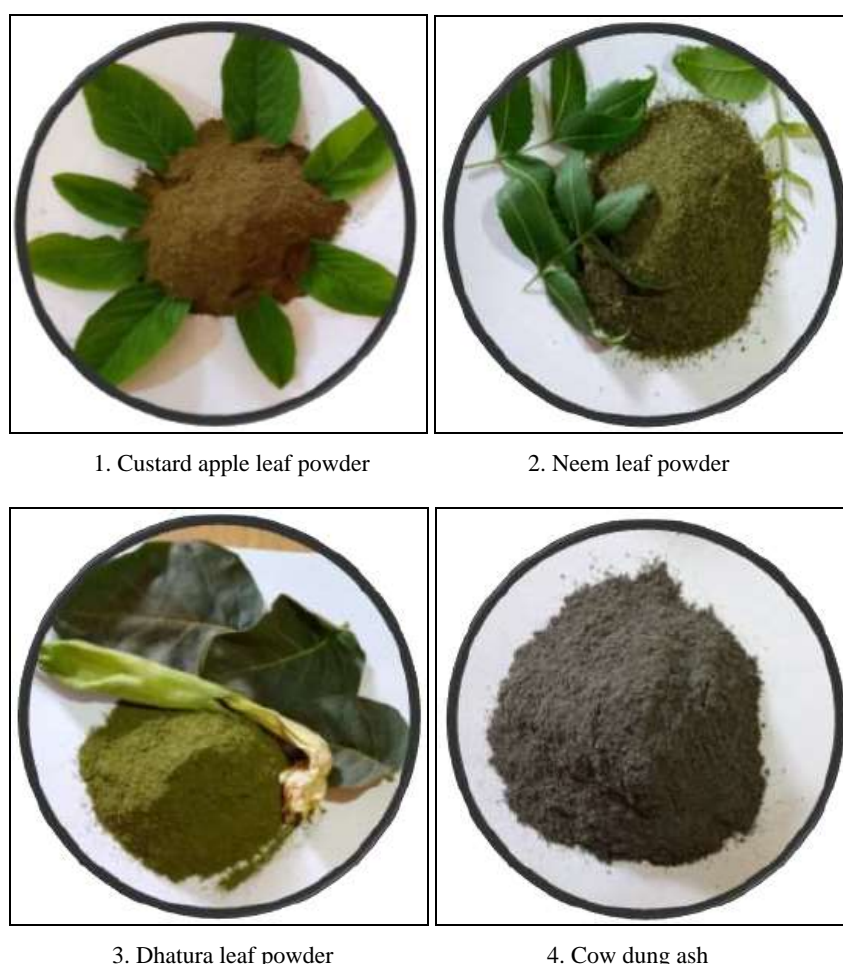 1. Custard apple leaf powder
2. Neem leaf powder
3. Dhatura leaf powder
4. Cow dung ash